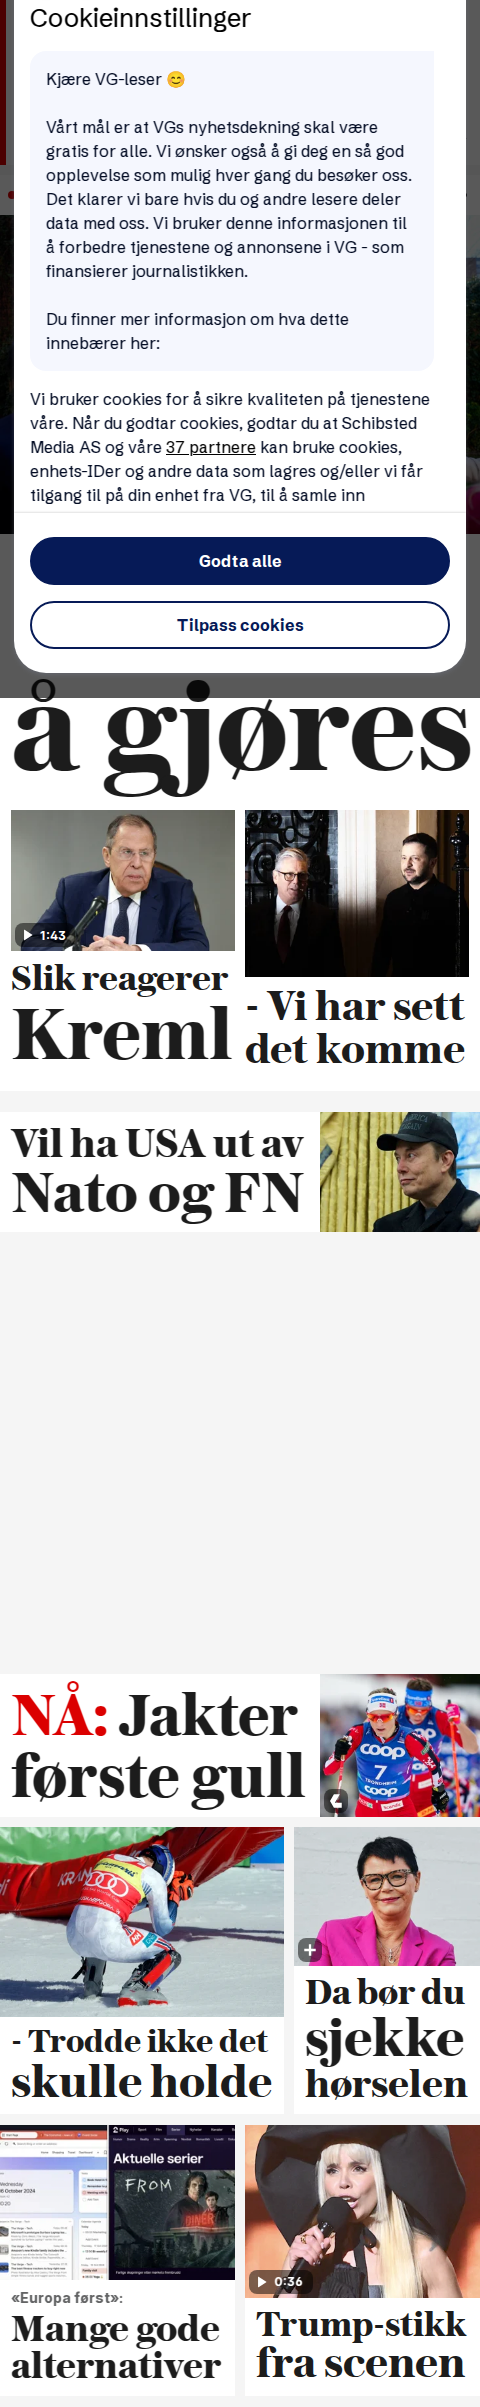 Cookieinnstillinger
Kjære VG-leser 😊
Vårt mål er at VGs nyhetsdekning skal være
gratis for alle. Vi ønsker også å gi deg en så god
opplevelse som mulig hver gang du besøker oss.
Det klarer vi bare hvis du og andre lesere deler
data med oss. Vi bruker denne informasjonen til
å forbedre tjenestene og annonsene i VG - som
finansierer journalistikken.
Du finner mer informasjon om hva dette
innebærer her:
Vi bruker cookies for å sikre kvaliteten på tjenestene
våre. Når du godtar cookies, godtar du at Schibsted
Media AS og våre 37 partnere kan bruke cookies,
enhets-IDer og andre data som lagres og/eller vi får
tilgang til på din enhet fra VG, til å samle inn
Godta alle
Tilpass cookies
å gjøres
1:43
Slik reagerer
Kreml
- Vi har sett
det komme
Vil ha USA ut av
Nato og FN
NÅ: Jakter
første gull
coop
7
TRONDHEIM
coop
- Trodde ikke det
skulle holde
Da bør du
sjekke
hørselen
Aktuelle serier
FROM
DINER
«Europa først»:
Mange gode
alternativer
0:36
Trump-stikk
fra scenen